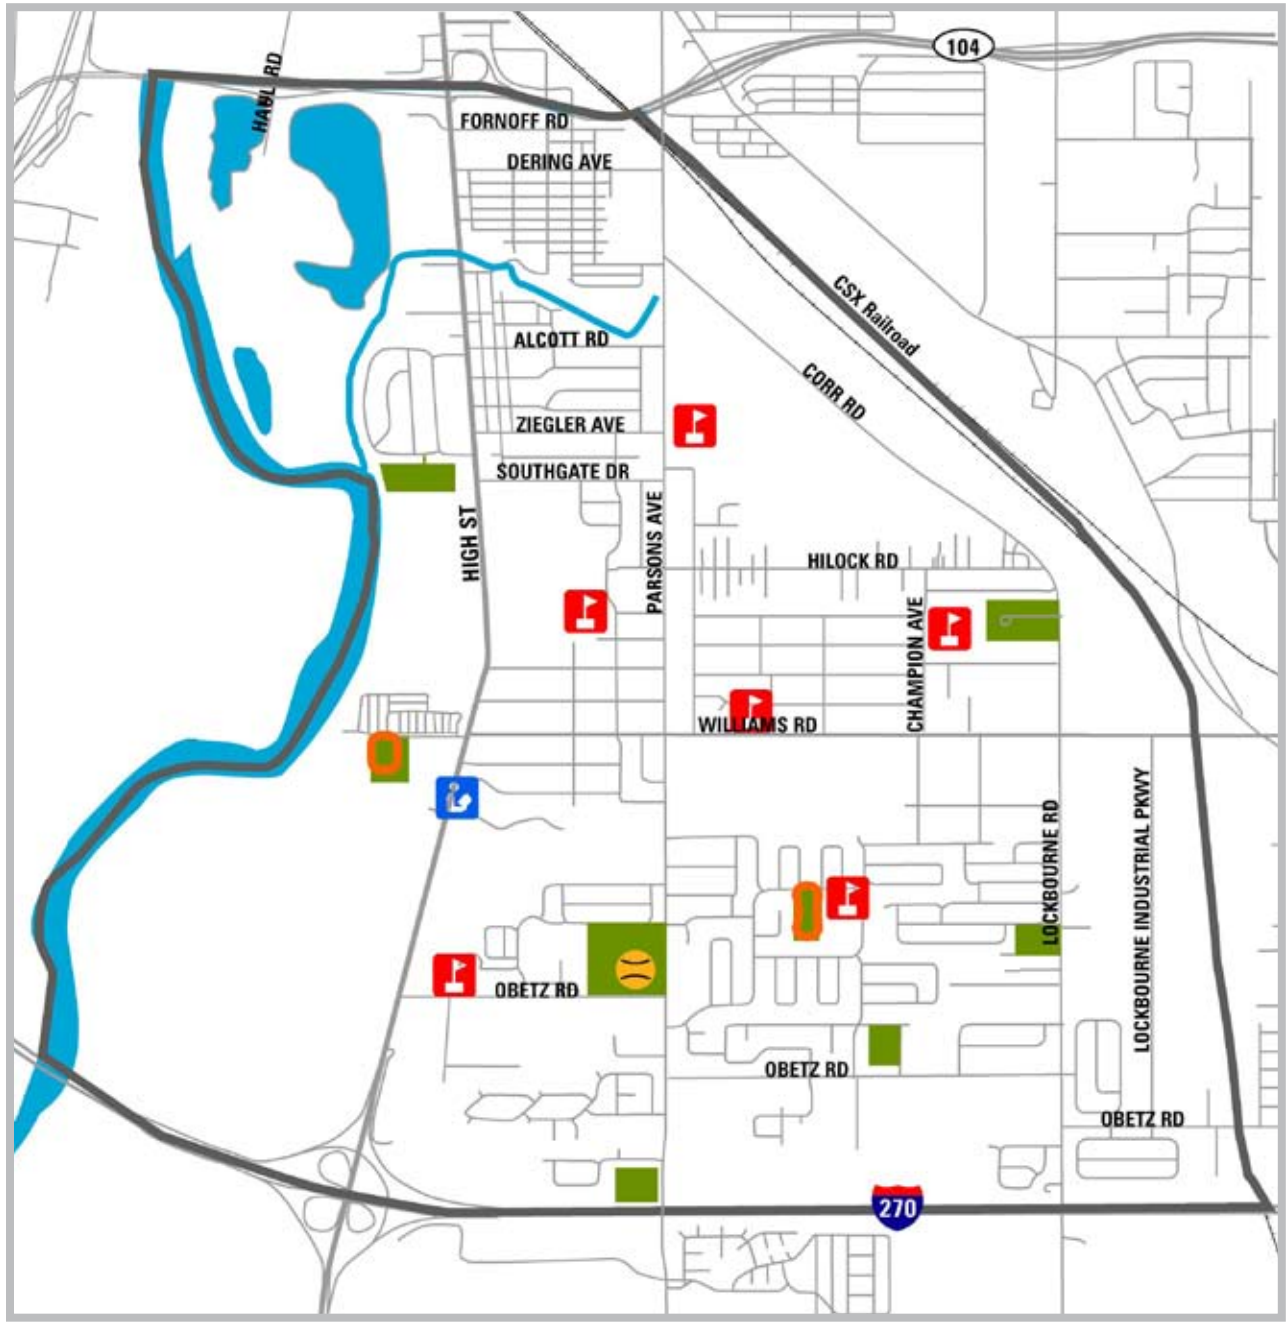 104
HAUL RD
FORNOFF RD
DERING AVE
CSX Railroad
ALCOTT RD
CORR RD
ZIEGLER AVE
SOUTHGATE DR
HIGH ST
PARSONS AVE
HILOCK RD
CHAMPION AVE
WILLIAMS RD
LOCKBOURNE RD
LOCKBOURNE INDUSTRIAL PKWY
OBETZ RD
OBETZ RD
OBETZ RD
270